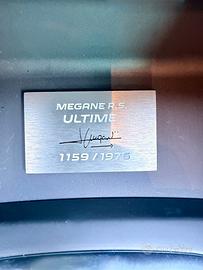 MEGANE R.S.
ULTIME
1159 / 1976